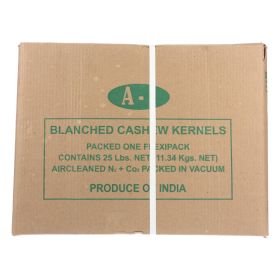 A-
BLANCHED CASHEW KERNELS
PACKED ONE FLEXIPACK
CONTAINS 25 Lbs. NET (11.34 Kgs. NET)
AIRCLEANED N₂ + Co₂ PACKED IN VACUUM
PRODUCE OF INDIA